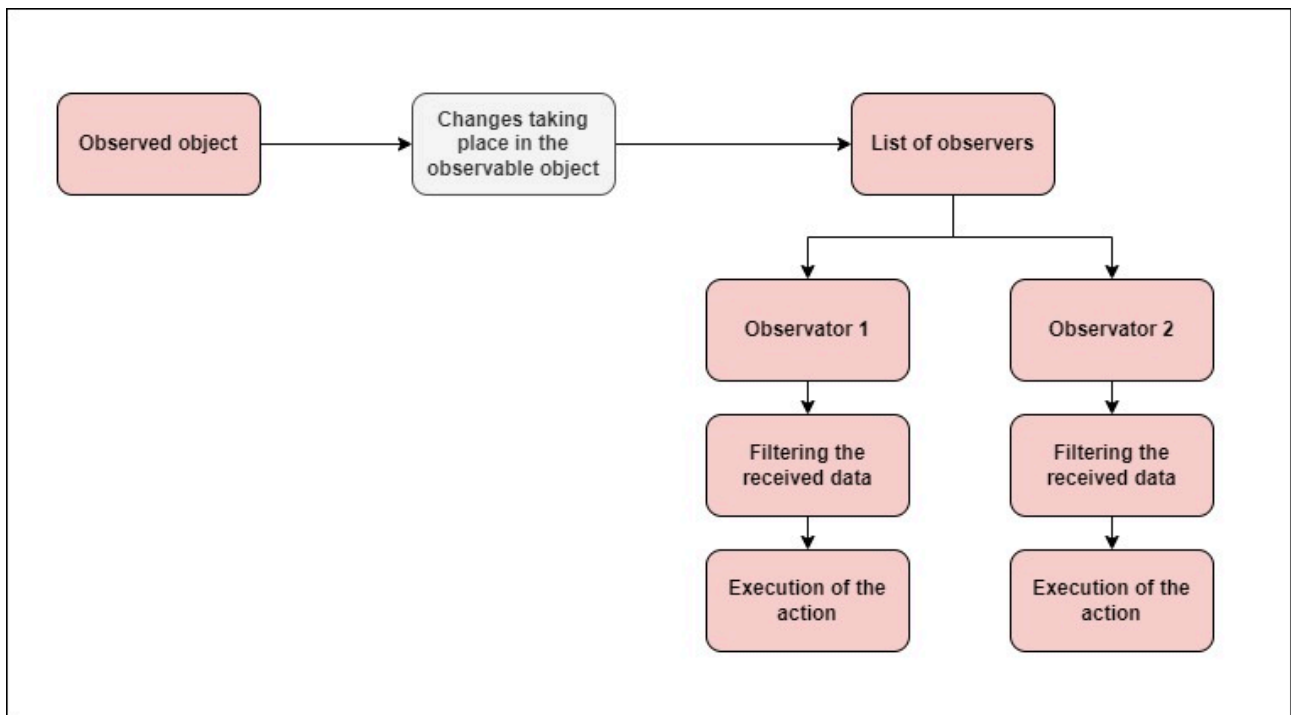 Observed object
Changes taking
place in the
observable object
List of observers
Observator 1
Observator 2
Filtering the
received data
Filtering the
received data
Execution of the
action
Execution of the
action